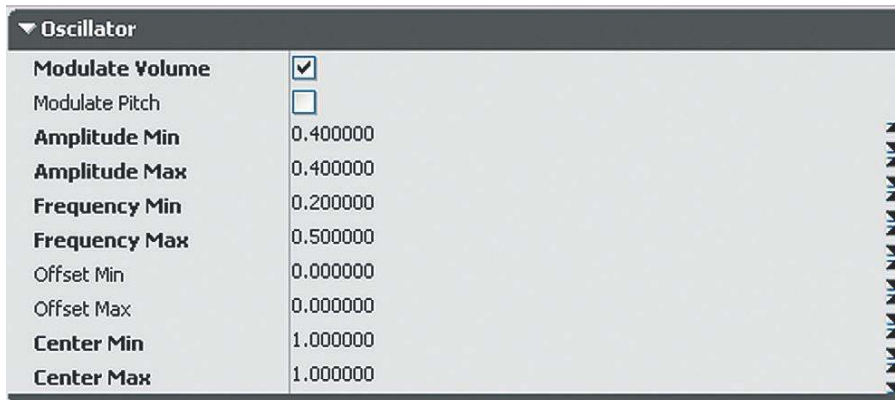 Oscillator
Modulate Volume
Modulate Pitch
Amplitude Min 0.400000
Amplitude Max 0.400000
Frequency Min 0.200000
Frequency Max 0.500000
Offset Min 0.000000
Offset Max 0.000000
Center Min 1.000000
Center Max 1.000000